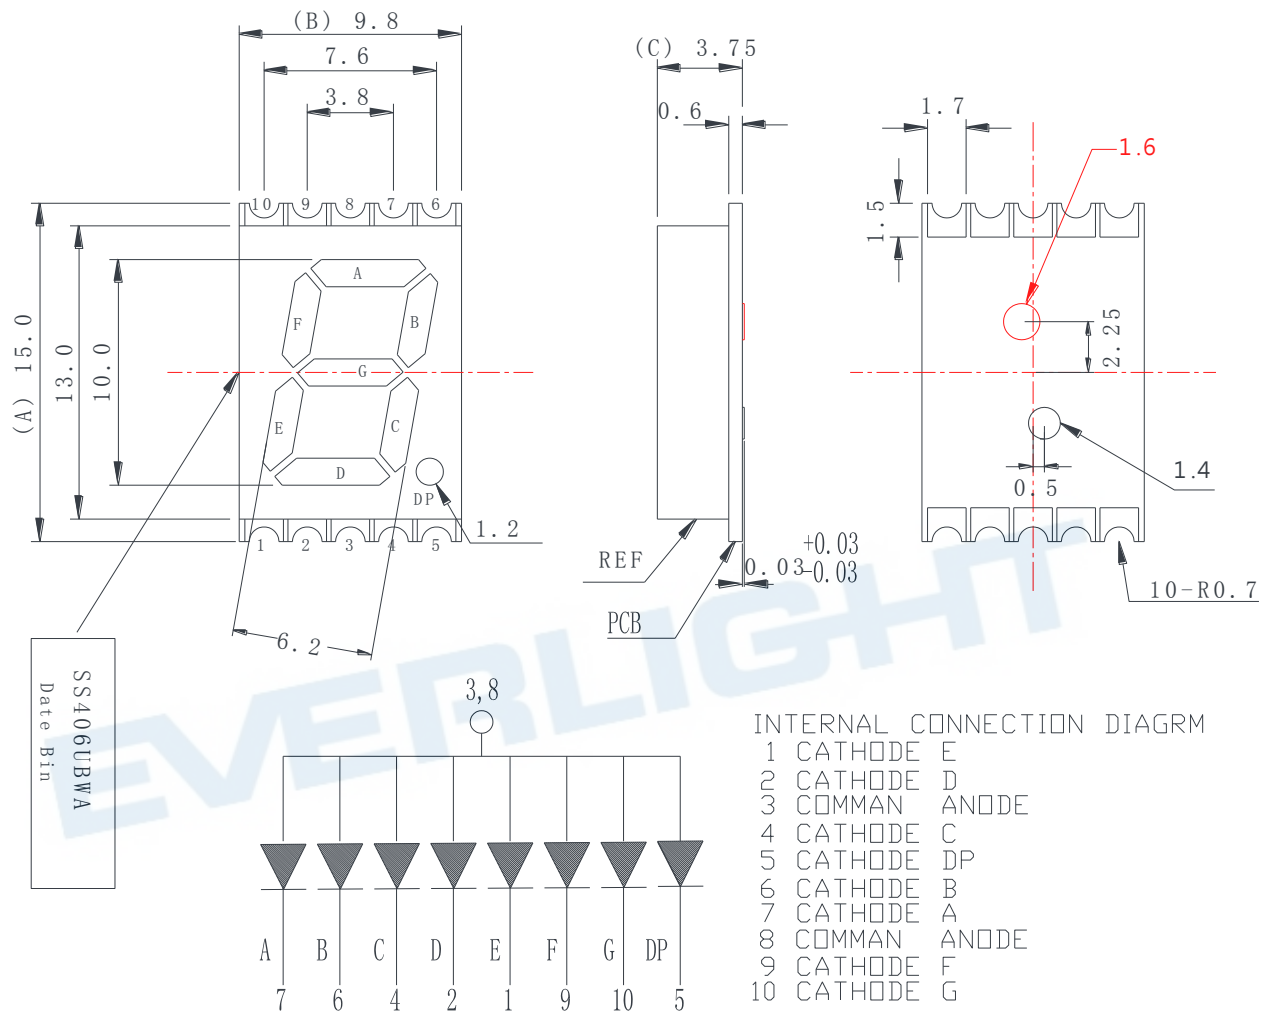 (B) 9.8
7.6
3.8
10 9 8 7 6
(A) 15.0
13.0
10.0
A
B
F
G
E
C
D
DP
1 2 3 4 5
1.2
6.2
SS406UBWA
Date Bin
(C) 3.75
0.6
REF
PCB
+0.03
0.03
-0.03
1.7
1.6
1.5
2.25
1.4
0.5
10-R0.7
EVERLIGHT
3,8
A B C D E F G DP
7 6 4 2 1 9 10 5
INTERNAL CONNECTION DIAGRM
1 CATHODE E
2 CATHODE D
3 COMMAN ANODE
4 CATHODE C
5 CATHODE DP
6 CATHODE B
7 CATHODE A
8 COMMAN ANODE
9 CATHODE F
10 CATHODE G